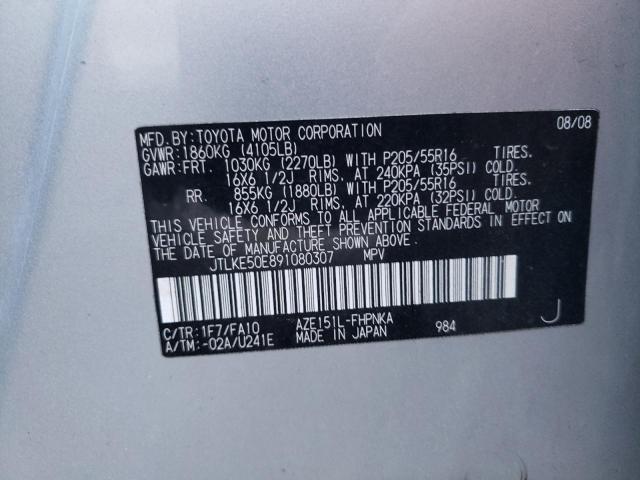 MFD.BY:TOYOTA MOTOR CORPORATION 08/08
GVWR:1860KG (4105LB)
GAWR:FRT. 1030KG (2270LB) WITH P205/55R16 TIRES,
16X6 1/2J RIMS, AT 240KPA (35PSI) COLD.
RR. 855KG (1880LB) WITH P205/55R16 TIRES,
16X6 1/2J RIMS, AT 220KPA (32PSI) COLD.
THIS VEHICLE CONFORMS TO ALL APPLICABLE FEDERAL MOTOR
VEHICLE SAFETY AND THEFT PREVENTION STANDARDS IN EFFECT ON
THE DATE OF MANUFACTURE SHOWN ABOVE.
JTLKE50E891080307 MPV
C/TR:1F7/FA10 AZE151L-FHPNKA
A/TM:-02A/U241E MADE IN JAPAN 984 J